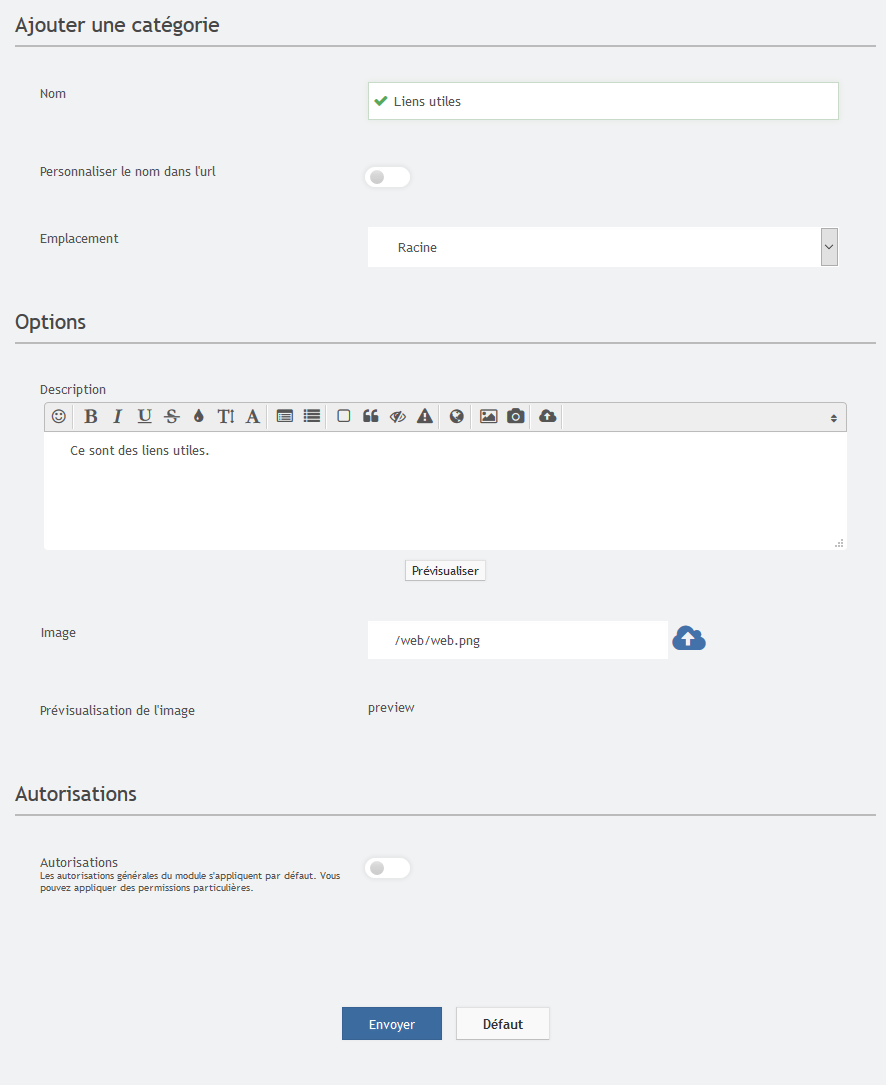 Ajouter une catégorie
Nom
Liens utiles
Personnaliser le nom dans l'url
Emplacement
Racine
Options
Description
B I U S T A
Ce sont des liens utiles.
Prévisualiser
Image
/web/web.png
Prévisualisation de l'image
preview
Autorisations
Autorisations
Les autorisations générales du module s'appliquent par défaut. Vous
pouvez appliquer des permissions particulières.
Envoyer
Défaut